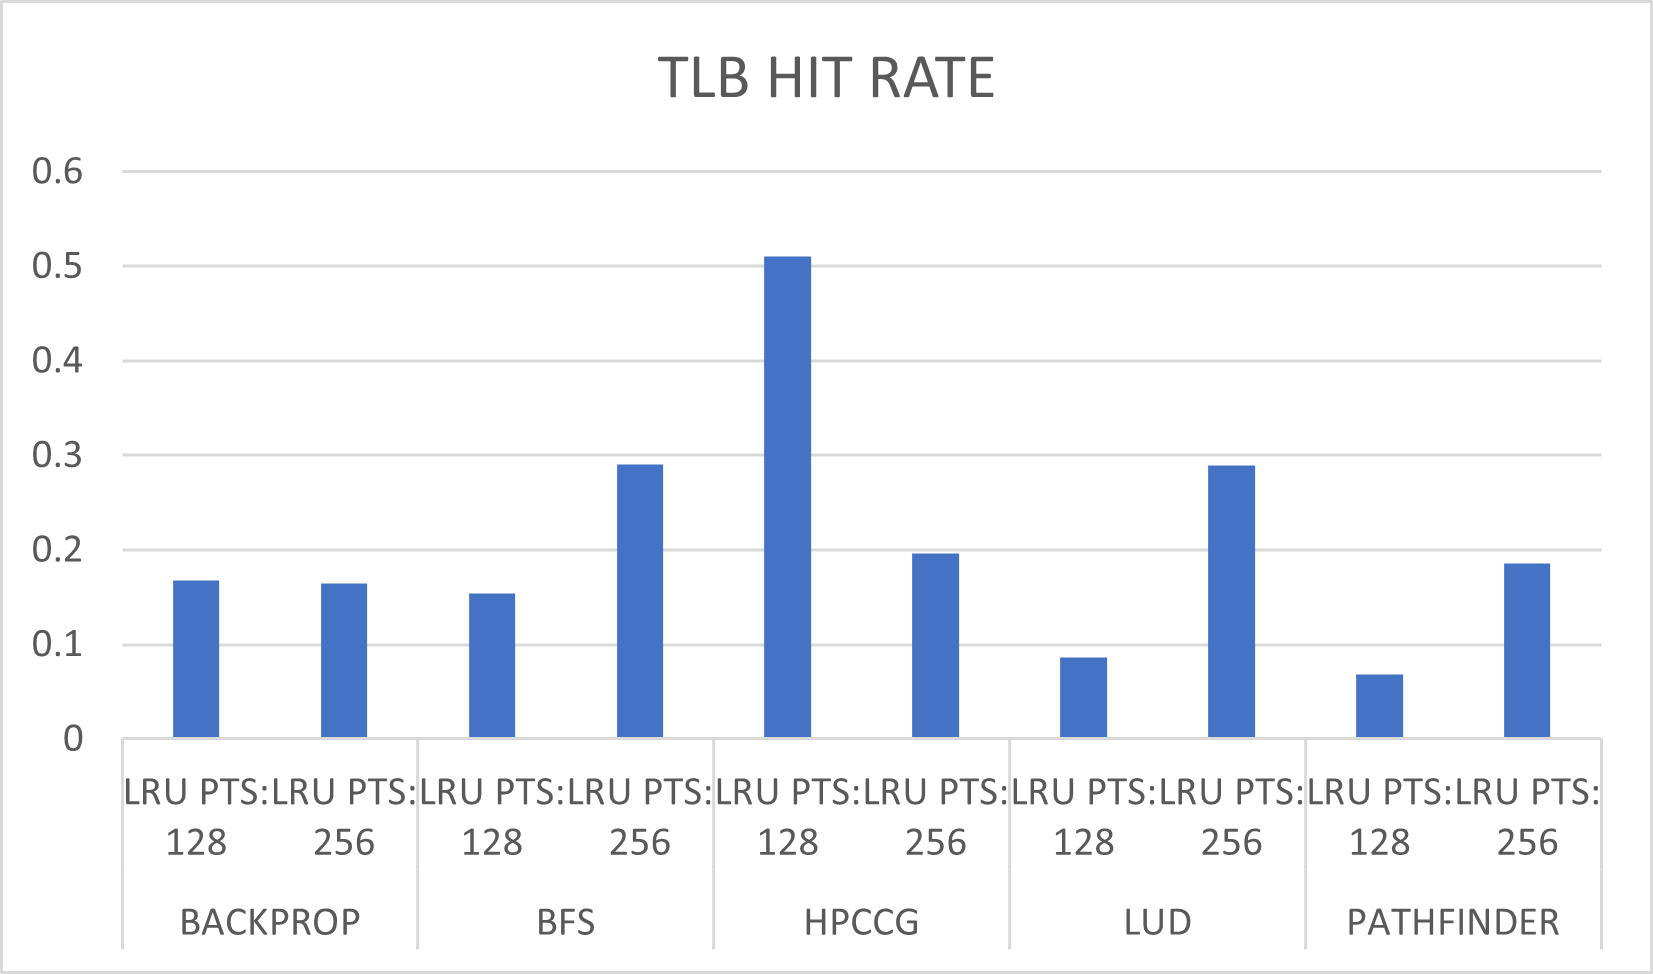 TLB HIT RATE
0.6
0.5
0.4
0.3
0.2
0.1
0
LRU PTS: LRU PTS: LRU PTS: LRU PTS: LRU PTS: LRU PTS: LRU PTS: LRU PTS: LRU PTS: LRU PTS:
128 256 128 256 128 256 128 256 128 256
BACKPROP BFS HPCCG LUD PATHFINDER